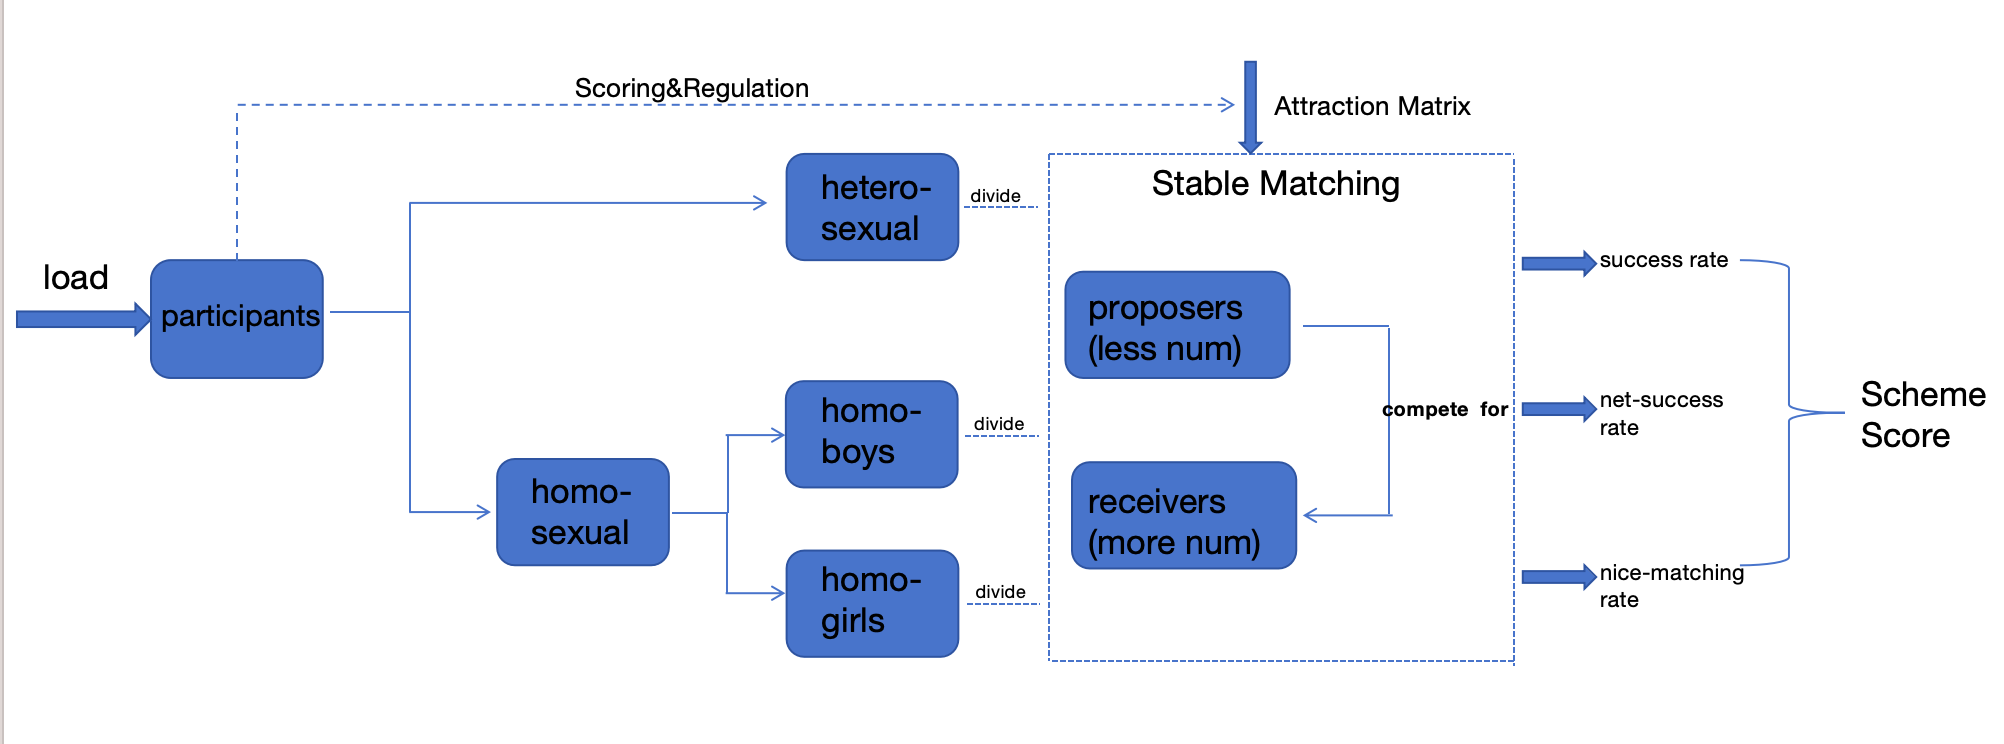 Scoring&Regulation
Attraction Matrix
load
participants
hetero-
sexual
divide
homo-
sexual
homo-
boys
divide
homo-
girls
divide
Stable Matching
proposers
(less num)
compete for
receivers
(more num)
success rate
net-success
rate
nice-matching
rate
Scheme
Score